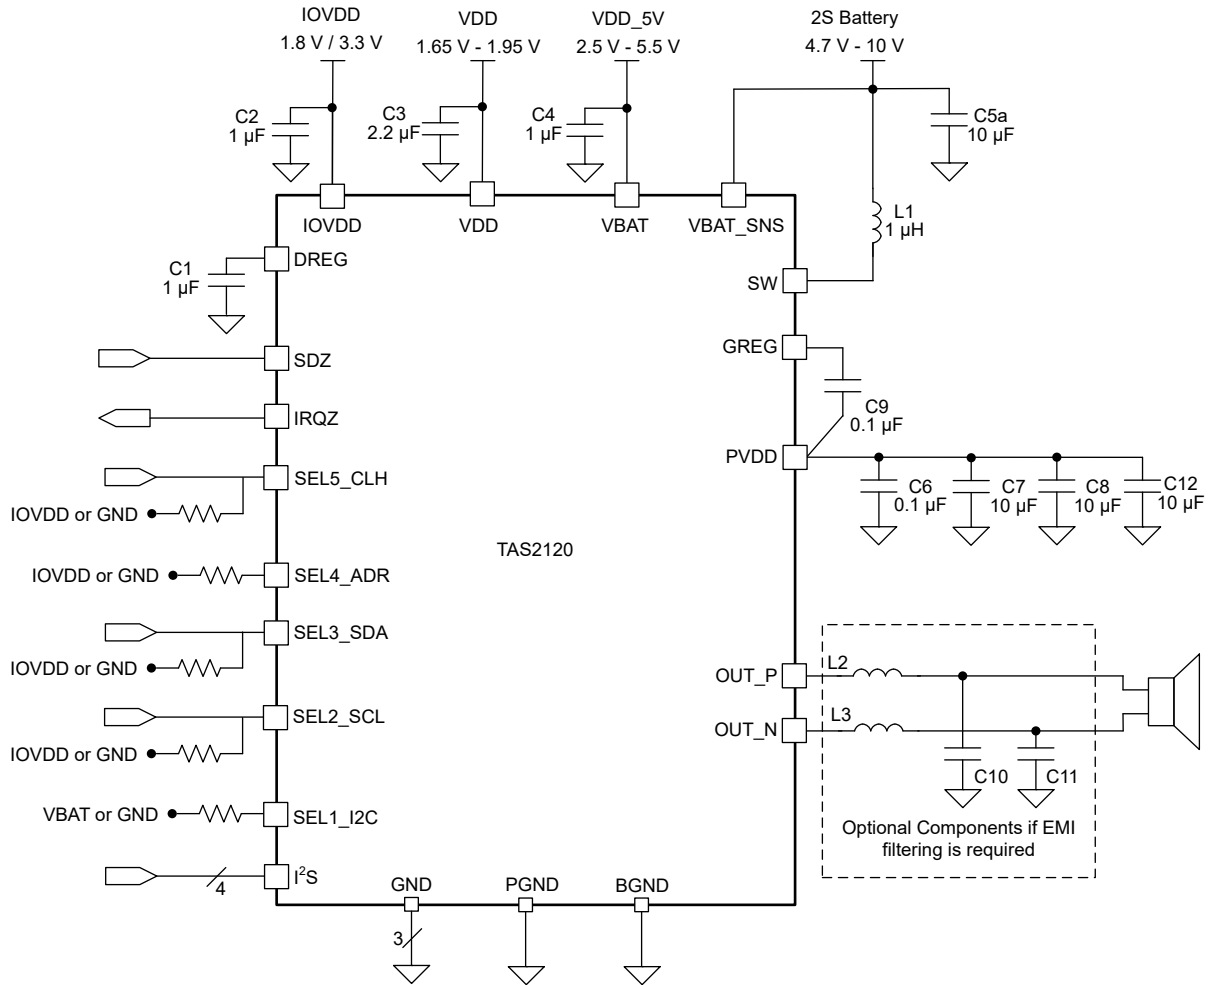 IOVDD
1.8 V / 3.3 V
VDD
1.65 V - 1.95 V
VDD_5V
2.5 V - 5.5 V
2S Battery
4.7 V - 10 V
C2
1 µF
C3
2.2 µF
C4
1 µF
C5a
10 µF
L1
1 µH
IOVDD
VDD
VBAT
VBAT_SNS
C1
1 µF
DREG
SW
SDZ
GREG
C9
0.1 µF
IRQZ
PVDD
SEL5_CLH
IOVDD or GND
C6
0.1 µF
C7
10 µF
C8
10 µF
C12
10 µF
TAS2120
IOVDD or GND
SEL4_ADR
SEL3_SDA
IOVDD or GND
OUT_P
L2
SEL2_SCL
IOVDD or GND
OUT_N
L3
C10
C11
VBAT or GND
SEL1_I2C
Optional Components if EMI
filtering is required
4
I²S
GND
PGND
BGND
3